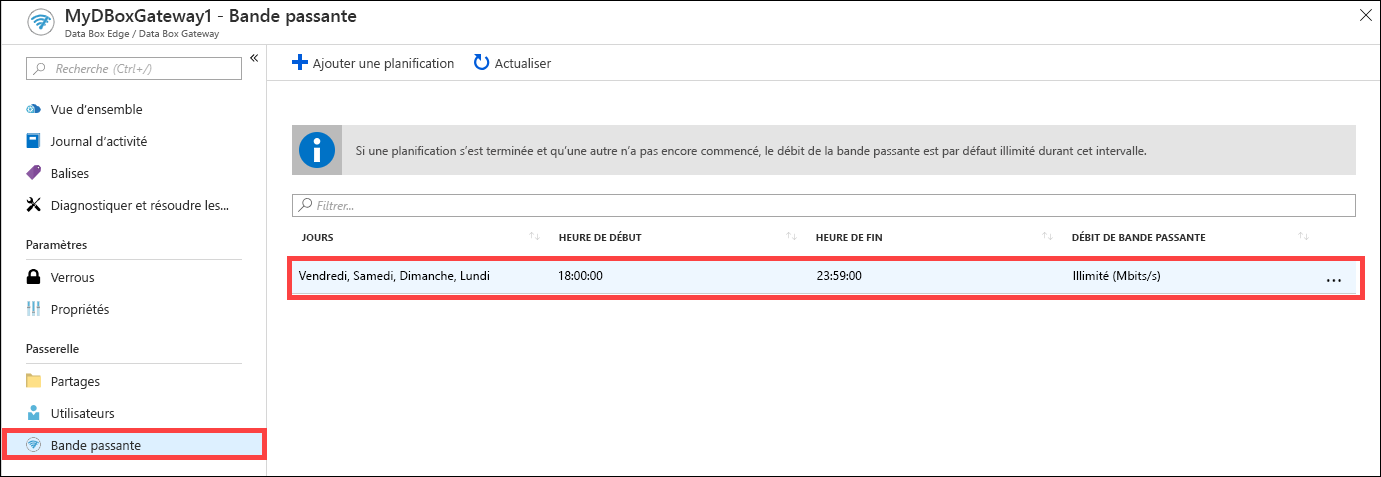 MyDBoxGateway1 - Bande passante
Data Box Edge / Data Box Gateway
Recherche (Ctrl+/)
Vue d'ensemble
Journal d'activité
Balises
Diagnostiquer et résoudre les...
Paramètres
Verrous
Propriétés
Passerelle
Partages
Utilisateurs
Bande passante
Ajouter une planification
Actualiser
Si une planification s'est terminée et qu'une autre n'a pas encore commencé, le débit de la bande passante est par défaut illimité durant cet intervalle.
Filtrer...
JOURS HEURE DE DÉBUT HEURE DE FIN DÉBIT DE BANDE PASSANTE
Vendredi, Samedi, Dimanche, Lundi 18:00:00 23:59:00 Illimité (Mbits/s) ...